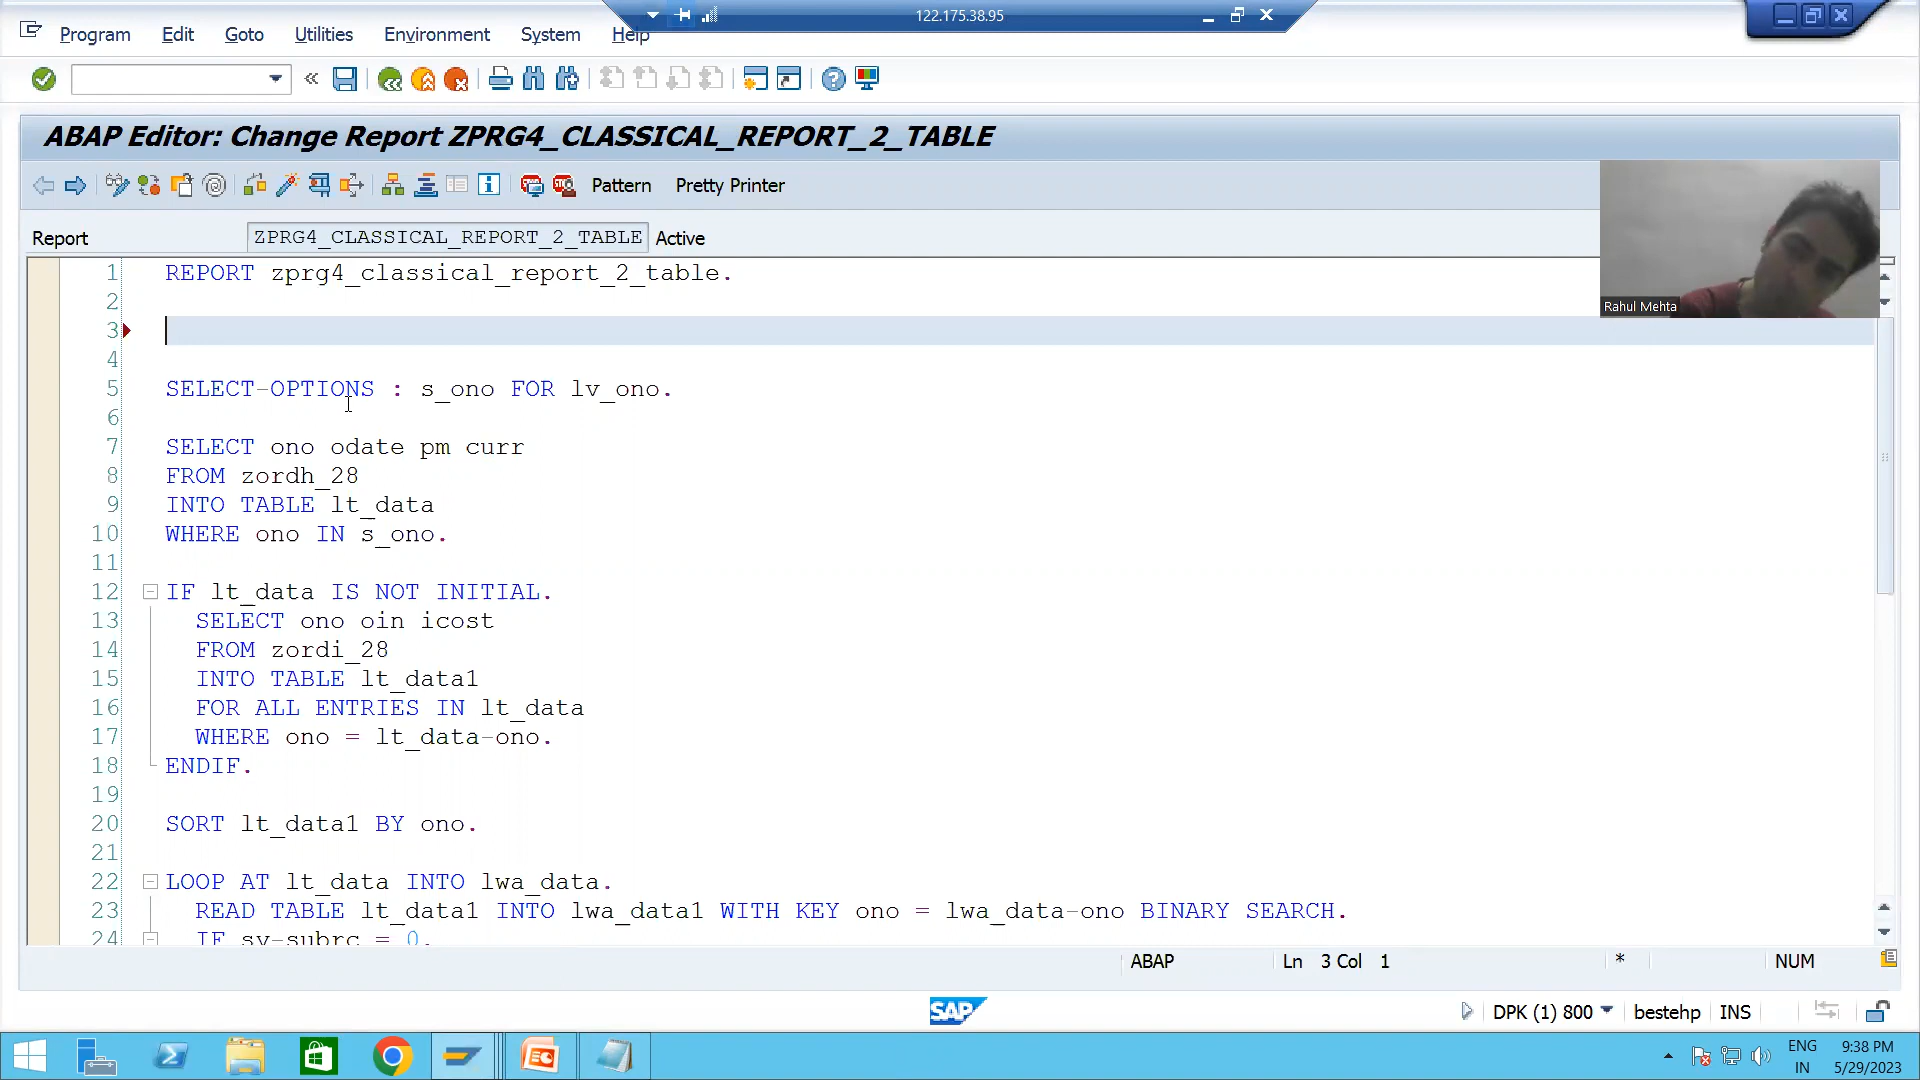 122.175.38.95
Program Edit Goto Utilities Environment System Help
ABAP Editor: Change Report ZPRG4_CLASSICAL_REPORT_2_TABLE
Pattern Pretty Printer
Report ZPRG4_CLASSICAL_REPORT_2_TABLE Active
Rahul Mehta
1 REPORT zprg4_classical_report_2_table.
2
3
4
5 SELECT-OPTIONS : s_ono FOR lv_ono.
6
7 SELECT ono odate pm curr
8 FROM zordh_28
9 INTO TABLE lt_data
10 WHERE ono IN s_ono.
11
12 IF lt_data IS NOT INITIAL.
13 SELECT ono oin icost
14 FROM zordi_28
15 INTO TABLE lt_data1
16 FOR ALL ENTRIES IN lt_data
17 WHERE ono = lt_data-ono.
18 ENDIF.
19
20 SORT lt_data1 BY ono.
21
22 LOOP AT lt_data INTO lwa_data.
23 READ TABLE lt_data1 INTO lwa_data1 WITH KEY ono = lwa_data-ono BINARY SEARCH.
24 IF sy-subrc = 0.
ABAP Ln 3 Col 1 * NUM
SAP DPK (1) 800 bestehp INS
ENG 9:38 PM
IN 5/29/2023